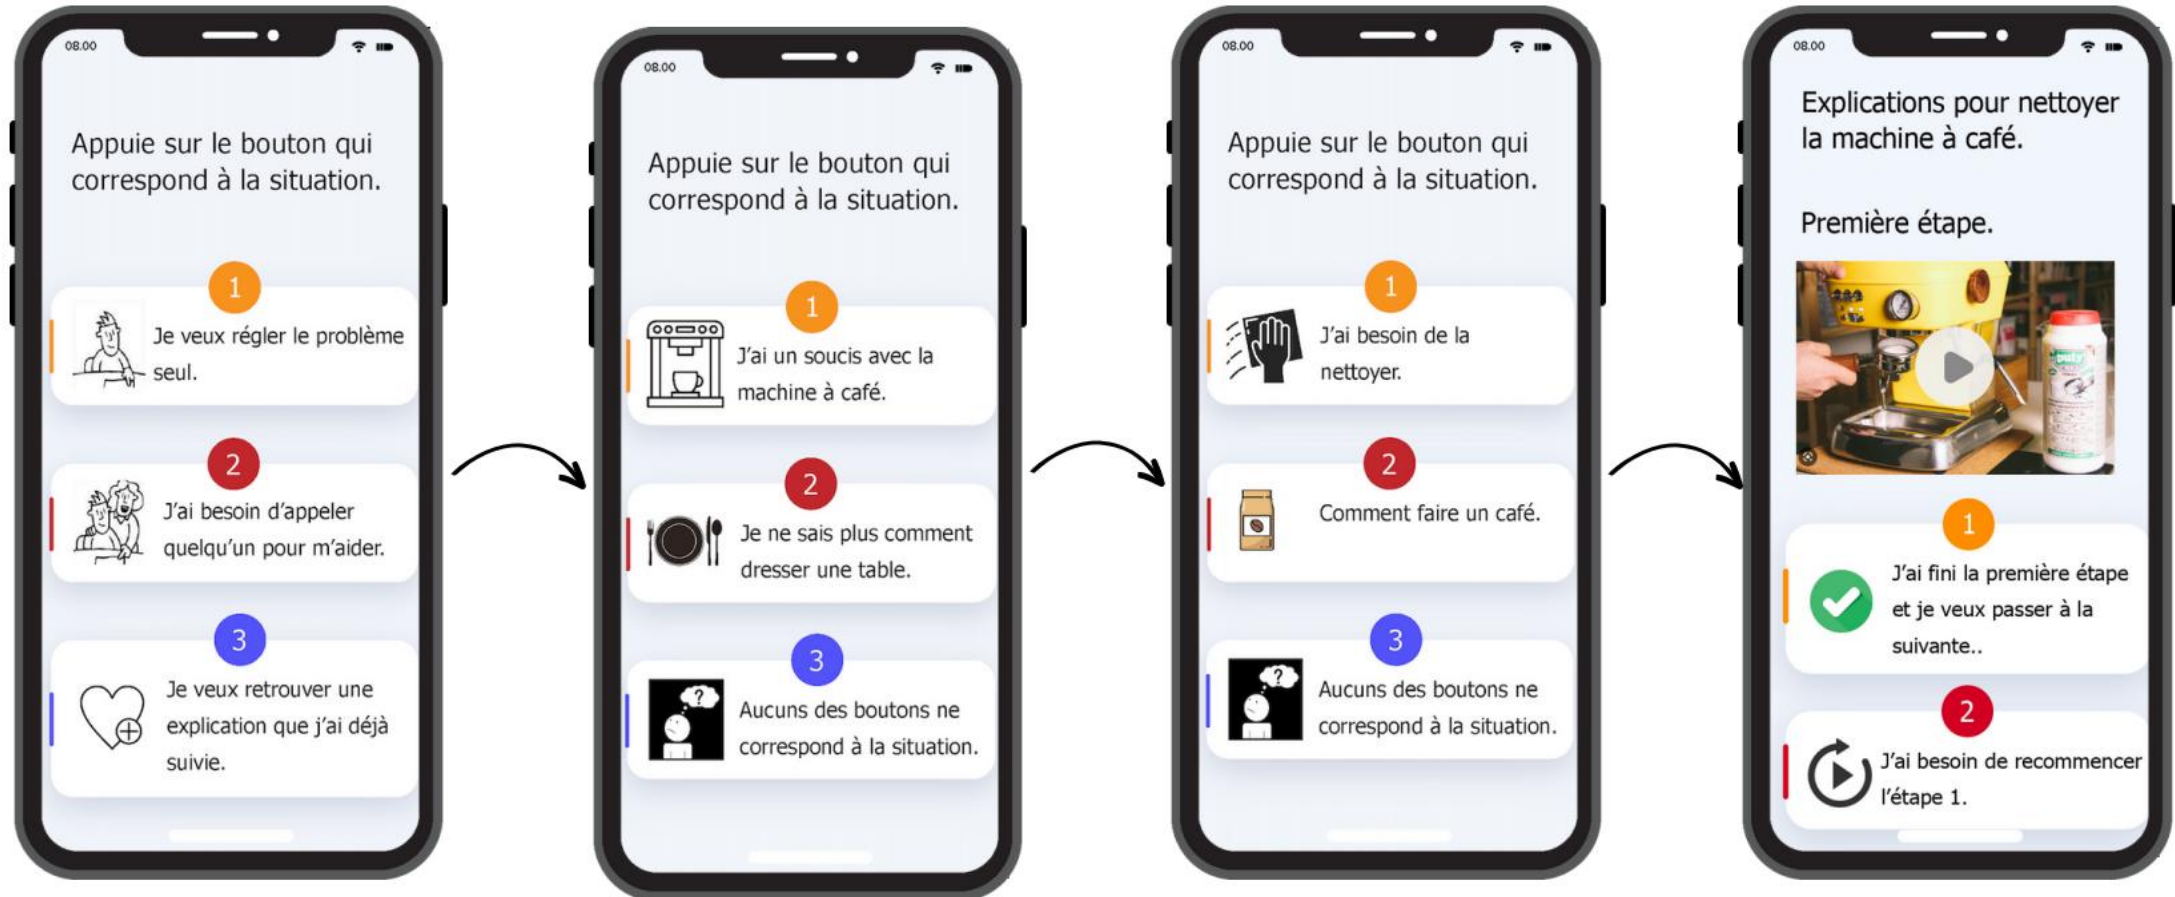 08.00
Appuie sur le bouton qui
correspond à la situation.
1
Je veux régler le problème
seul.
2
J'ai besoin d'appeler
quelqu'un pour m'aider.
3
Je veux retrouver une
explication que j'ai déjà
suivie.
08.00
Appuie sur le bouton qui
correspond à la situation.
1
J'ai un soucis avec la
machine à café.
2
Je ne sais plus comment
dresser une table.
3
?
Aucuns des boutons ne
correspond à la situation.
08.00
Appuie sur le bouton qui
correspond à la situation.
1
J'ai besoin de la
nettoyer.
2
Comment faire un café.
3
?
Aucuns des boutons ne
correspond à la situation.
08.00
Explications pour nettoyer
la machine à café.
Première étape.
puly
1
J'ai fini la première étape
et je veux passer à la
suivante..
2
J'ai besoin de recommencer
l'étape 1.